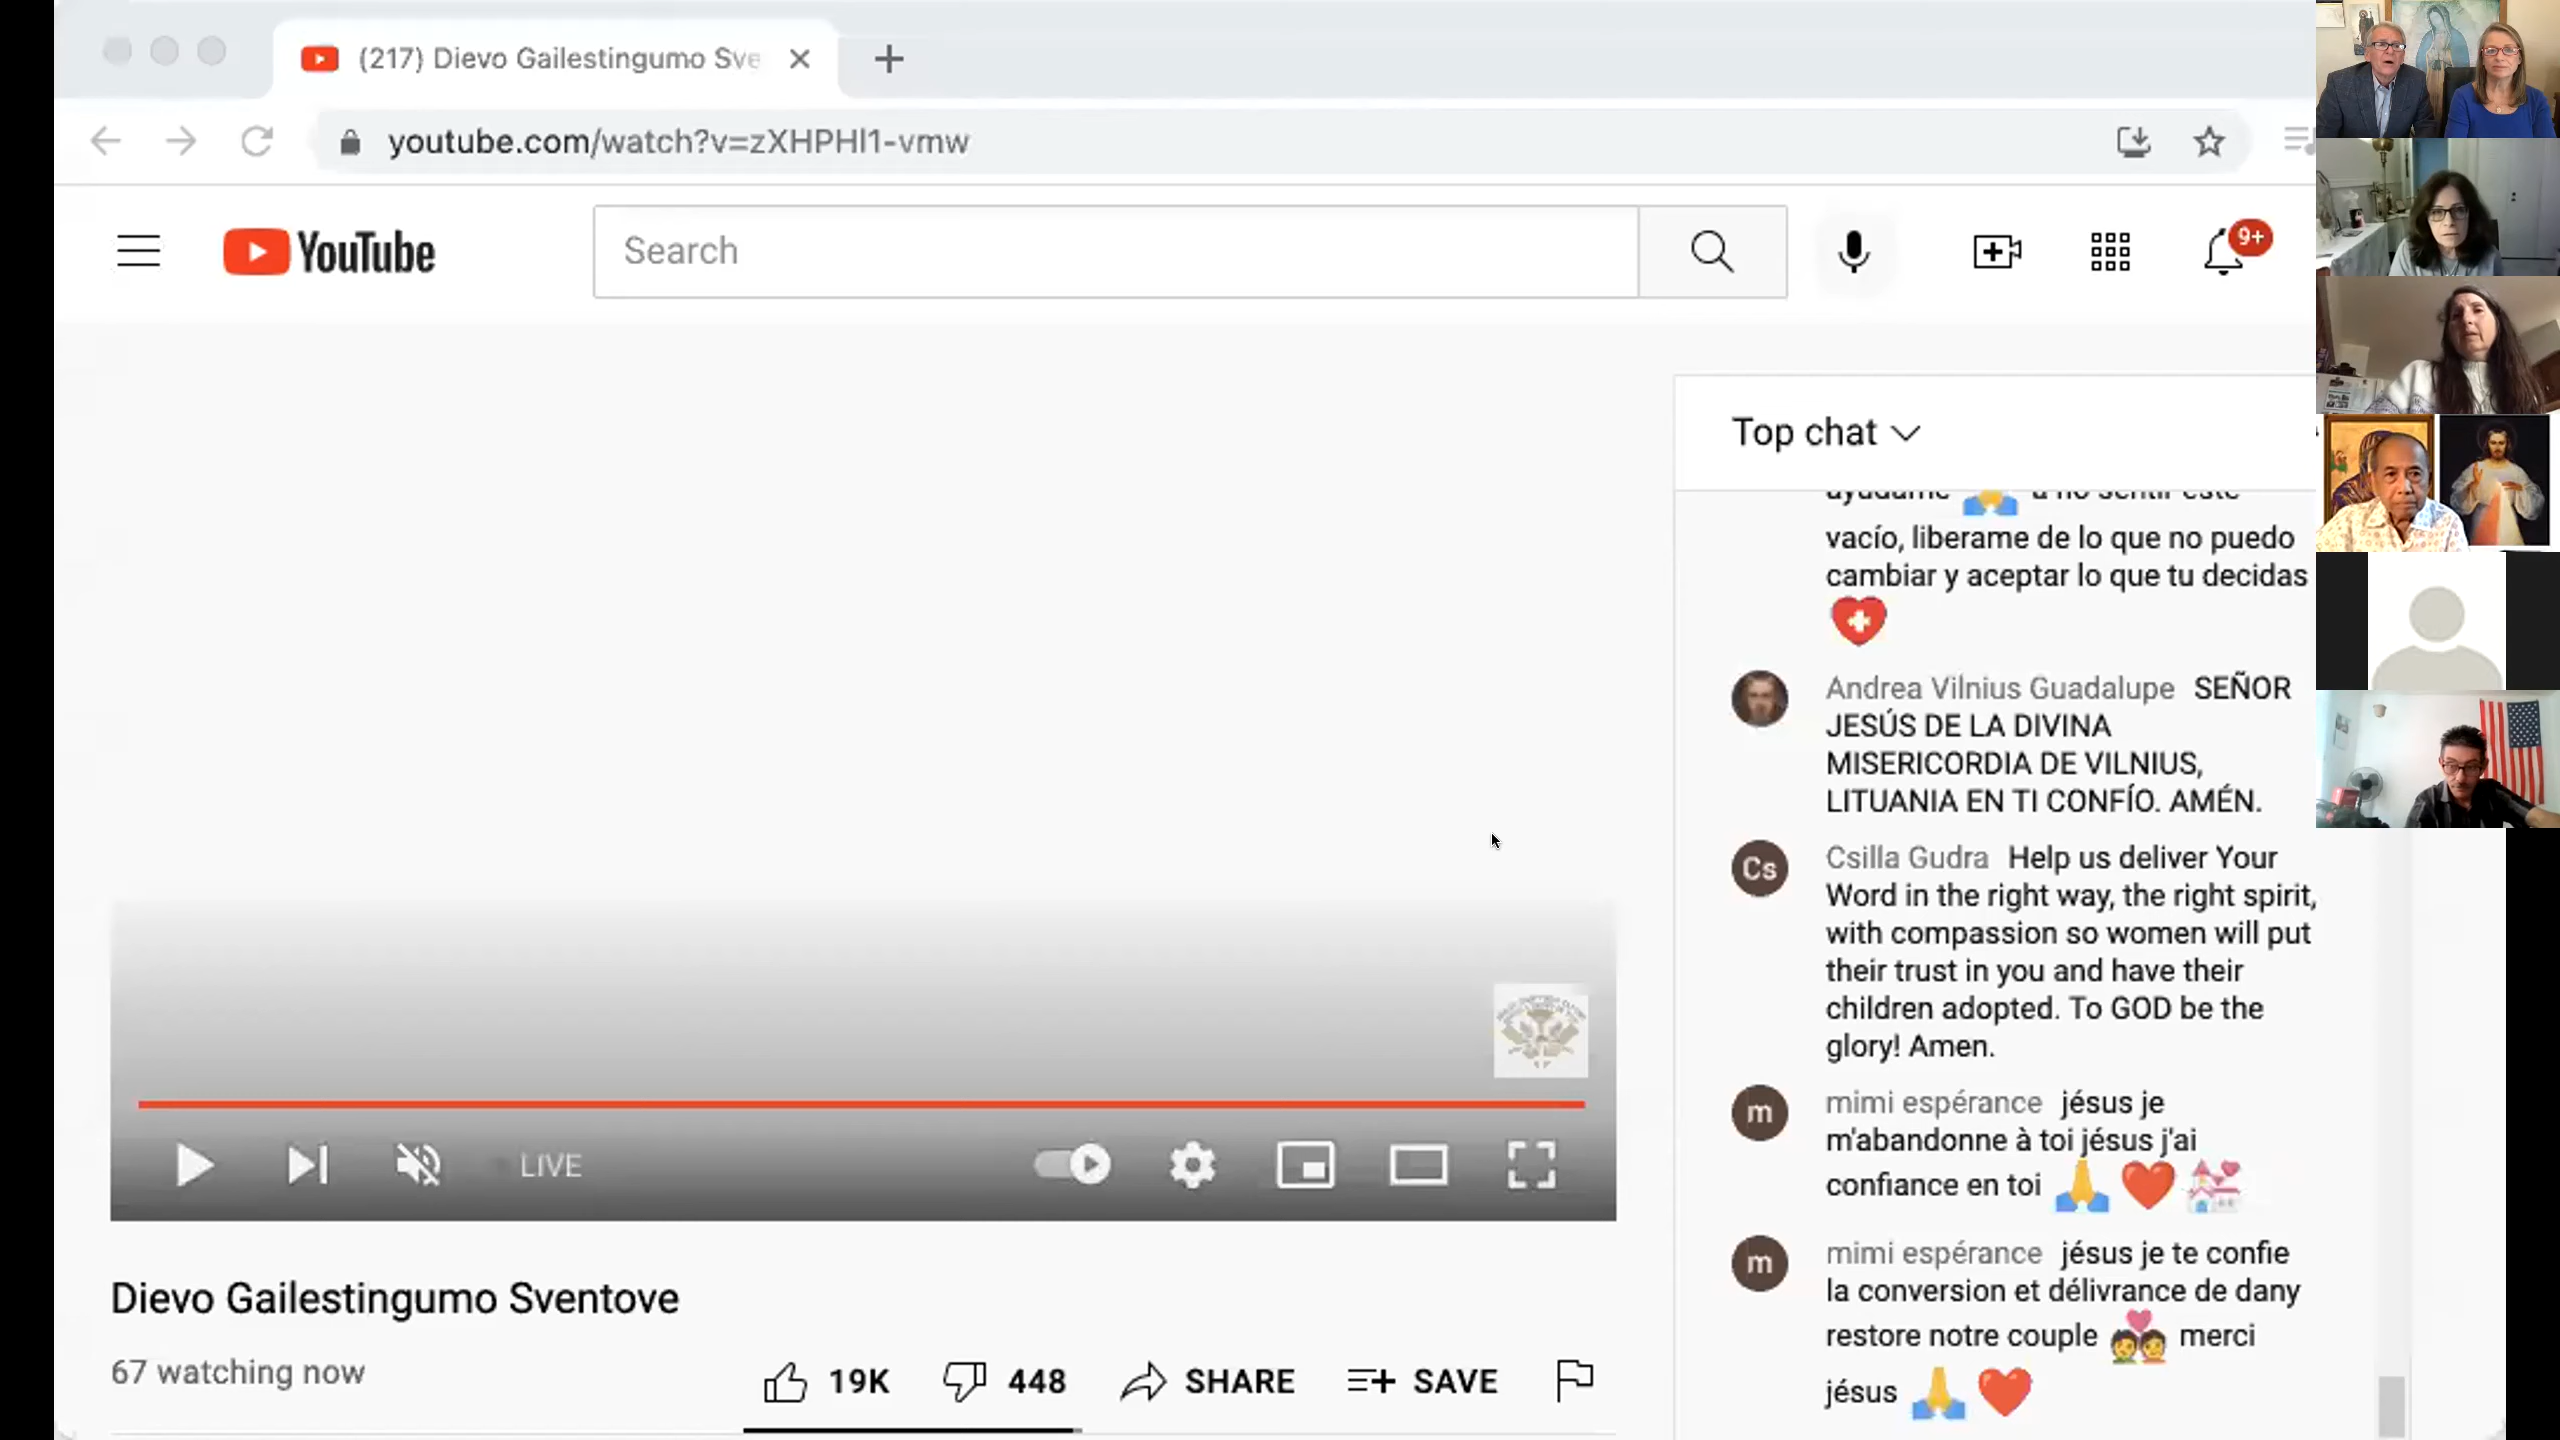 (217) Dievo Gailestingumo Sve
youtube.com/watch?v=zXHPHl1-vmw
YouTube
Search
9+
Top chat
vacío, liberame de lo que no puedo
cambiar y aceptar lo que tu decidas
Andrea Vilnius Guadalupe SEÑOR
JESÚS DE LA DIVINA
MISERICORDIA DE VILNIUS,
LITUANIA EN TI CONFÍO. AMÉN.
Cs
Csilla Gudra Help us deliver Your
Word in the right way, the right spirit,
with compassion so women will put
their trust in you and have their
children adopted. To GOD be the
glory! Amen.
m
mimi espérance jésus je
m'abandonne à toi jésus j'ai
confiance en toi
m
mimi espérance jésus je te confie
la conversion et délivrance de dany
restore notre couple merci
jésus
LIVE
Dievo Gailestingumo Sventove
67 watching now
19K
448
SHARE
SAVE